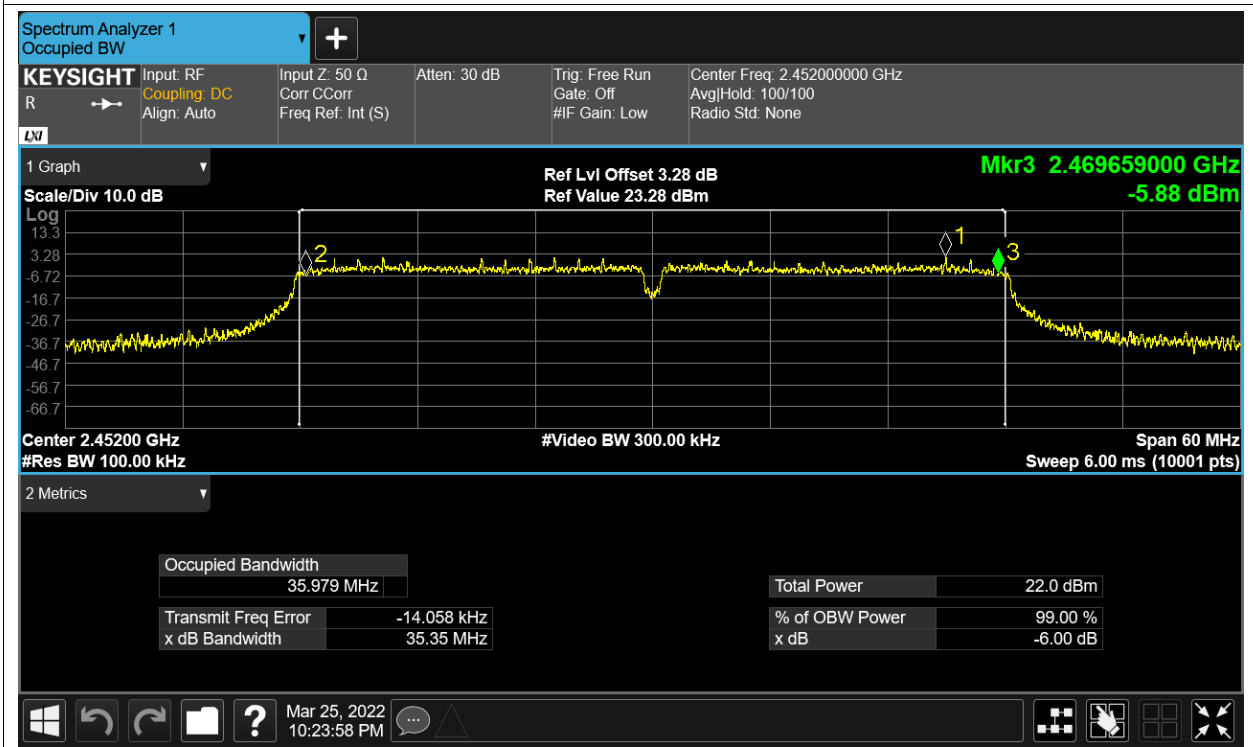 Spectrum Analyzer 1
Occupied BW
KEYSIGHT
R
LXI
Input: RF
Coupling: DC
Align: Auto
Input Z: 50 Ω
Corr CCorr
Freq Ref: Int (S)
Atten: 30 dB
Trig: Free Run
Gate: Off
#IF Gain: Low
Center Freq: 2.452000000 GHz
Avg|Hold: 100/100
Radio Std: None
1 Graph
Scale/Div 10.0 dB
Ref Lvl Offset 3.28 dB
Ref Value 23.28 dBm
Mkr3 2.469659000 GHz
-5.88 dBm
Log
13.3
3.28
-6.72
-16.7
-26.7
-36.7
-46.7
-56.7
-66.7
2
1
3
Center 2.45200 GHz
#Video BW 300.00 kHz
Span 60 MHz
#Res BW 100.00 kHz
Sweep 6.00 ms (10001 pts)
2 Metrics
Occupied Bandwidth
35.979 MHz
Transmit Freq Error -14.058 kHz
x dB Bandwidth 35.35 MHz
Total Power 22.0 dBm
% of OBW Power 99.00 %
x dB -6.00 dB
?
Mar 25, 2022
10:23:58 PM